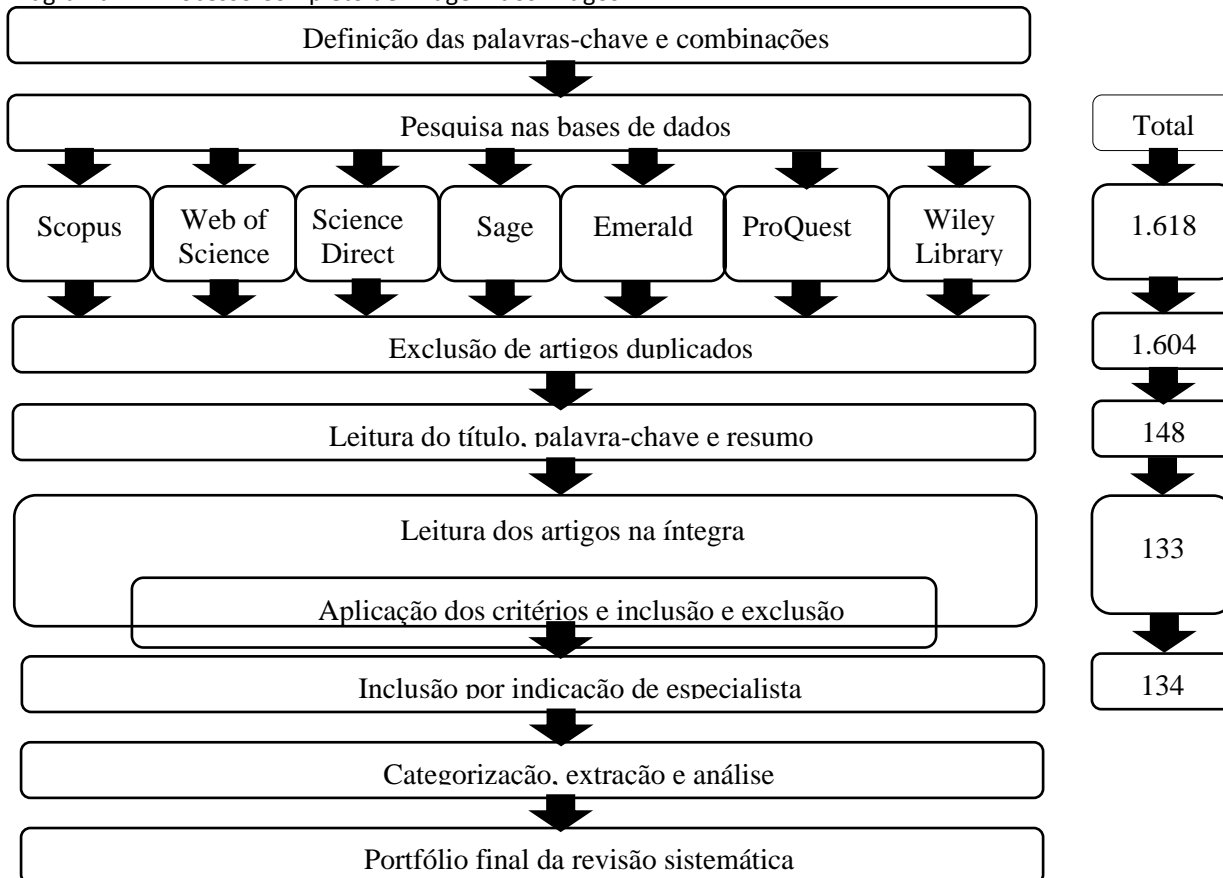 Definição das palavras-chave e combinações
Pesquisa nas bases de dados
Total
Scopus
Web of
Science
Science
Direct
Sage
Emerald
ProQuest
Wiley
Library
1.618
Exclusão de artigos duplicados
1.604
Leitura do título, palavra-chave e resumo
148
Leitura dos artigos na íntegra
133
Aplicação dos critérios e inclusão e exclusão
Inclusão por indicação de especialista
134
Categorização, extração e análise
Portfólio final da revisão sistemática